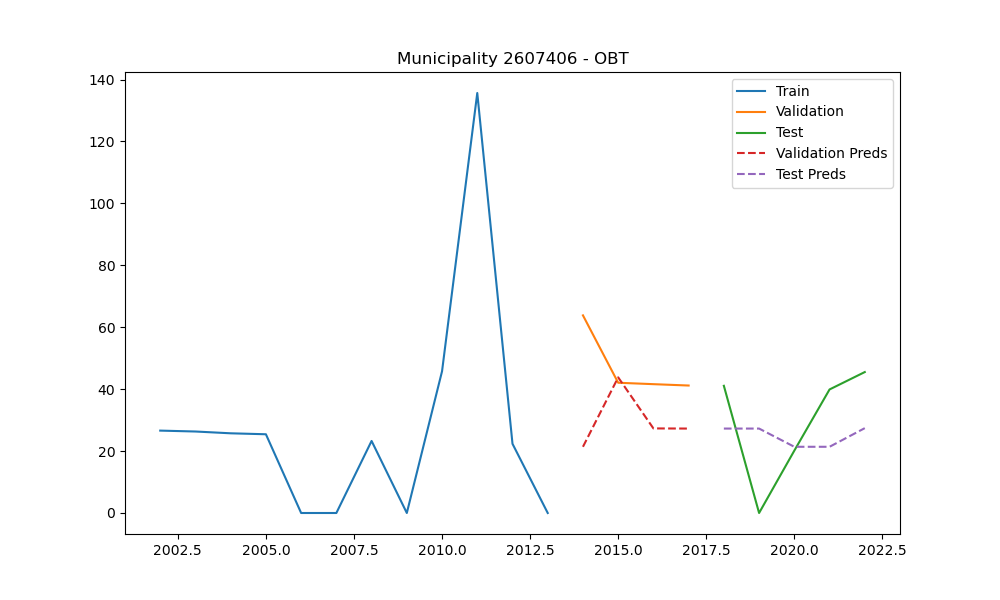 Municipality 2607406 - OBT
140
120
100
80
60
40
20
0
Train
Validation
Test
Validation Preds
Test Preds
2002.5 2005.0 2007.5 2010.0 2012.5 2015.0 2017.5 2020.0 2022.5